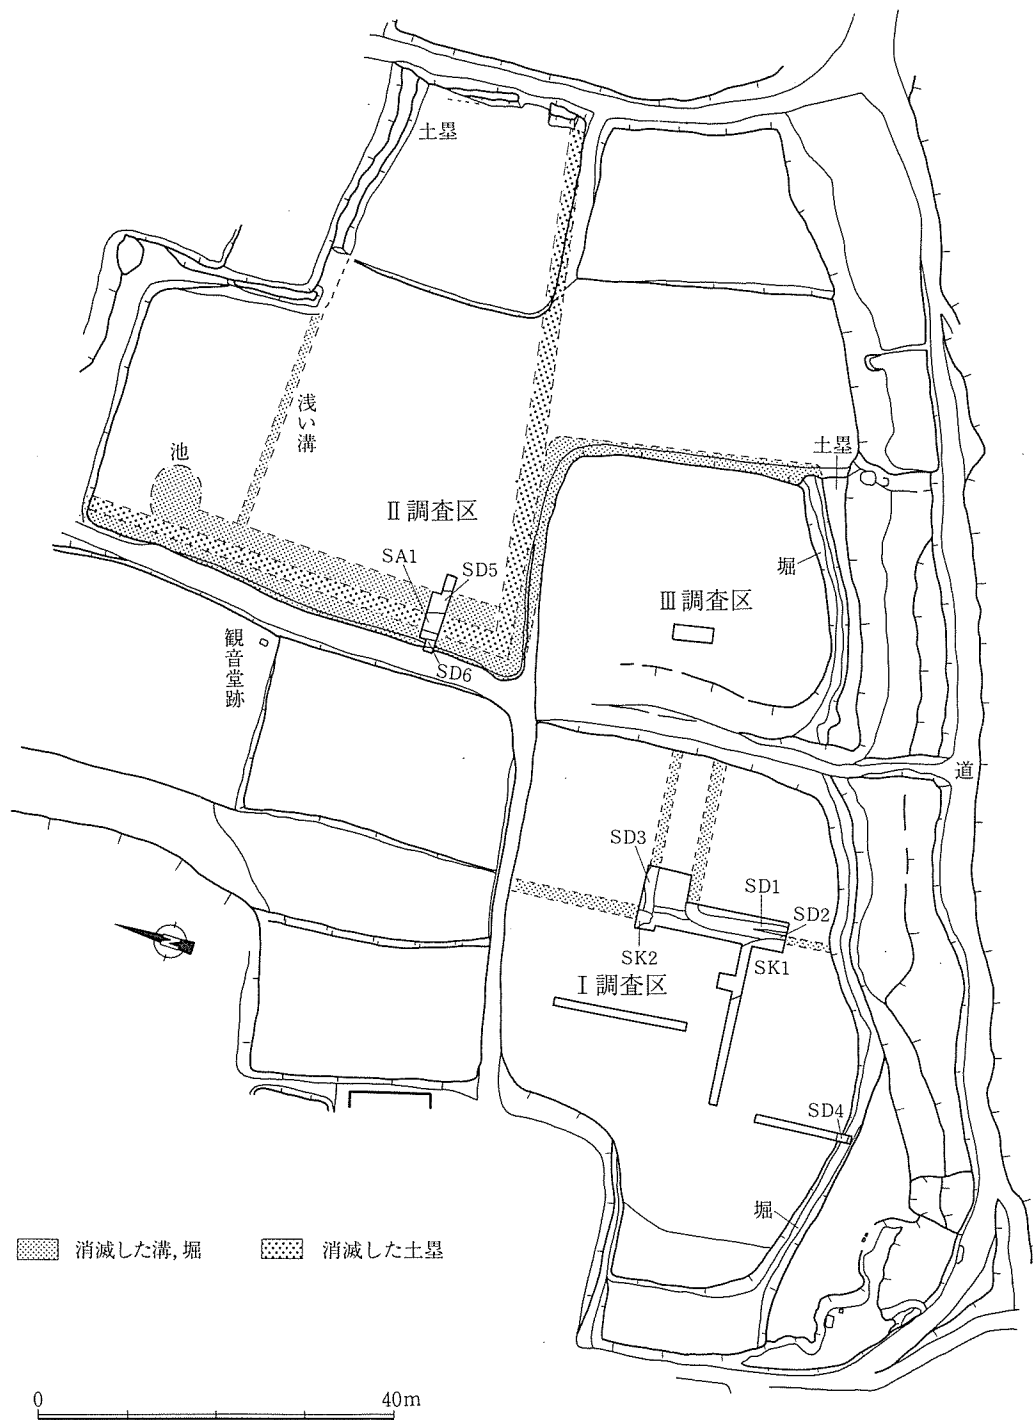 土塁
浅い溝
池
Ⅱ調査区
土塁
SA1
SD5
堀
Ⅲ調査区
観音堂跡
SD6
道
SD3
SD1
SD2
SK2
SK1
Ⅰ調査区
SD4
堀
消滅した溝,堀
消滅した土塁
0
40m